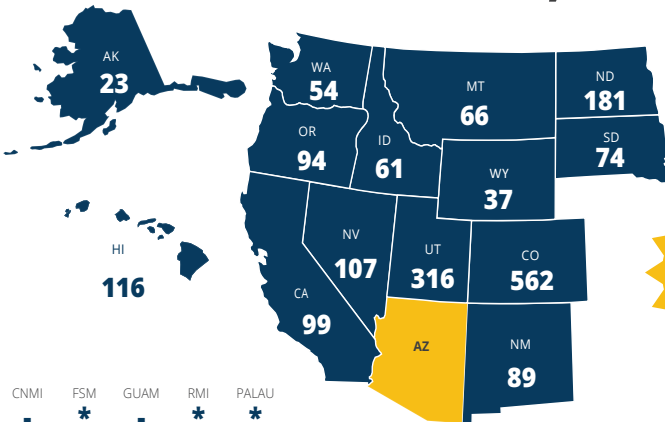 AK
23
WA
54
MT
66
ND
181
OR
94
ID
61
SD
74
WY
37
HI
116
NV
107
UT
316
CO
562
CA
99
AZ
NM
89
CNMI FSM GUAM RMI PALAU
- * - * *